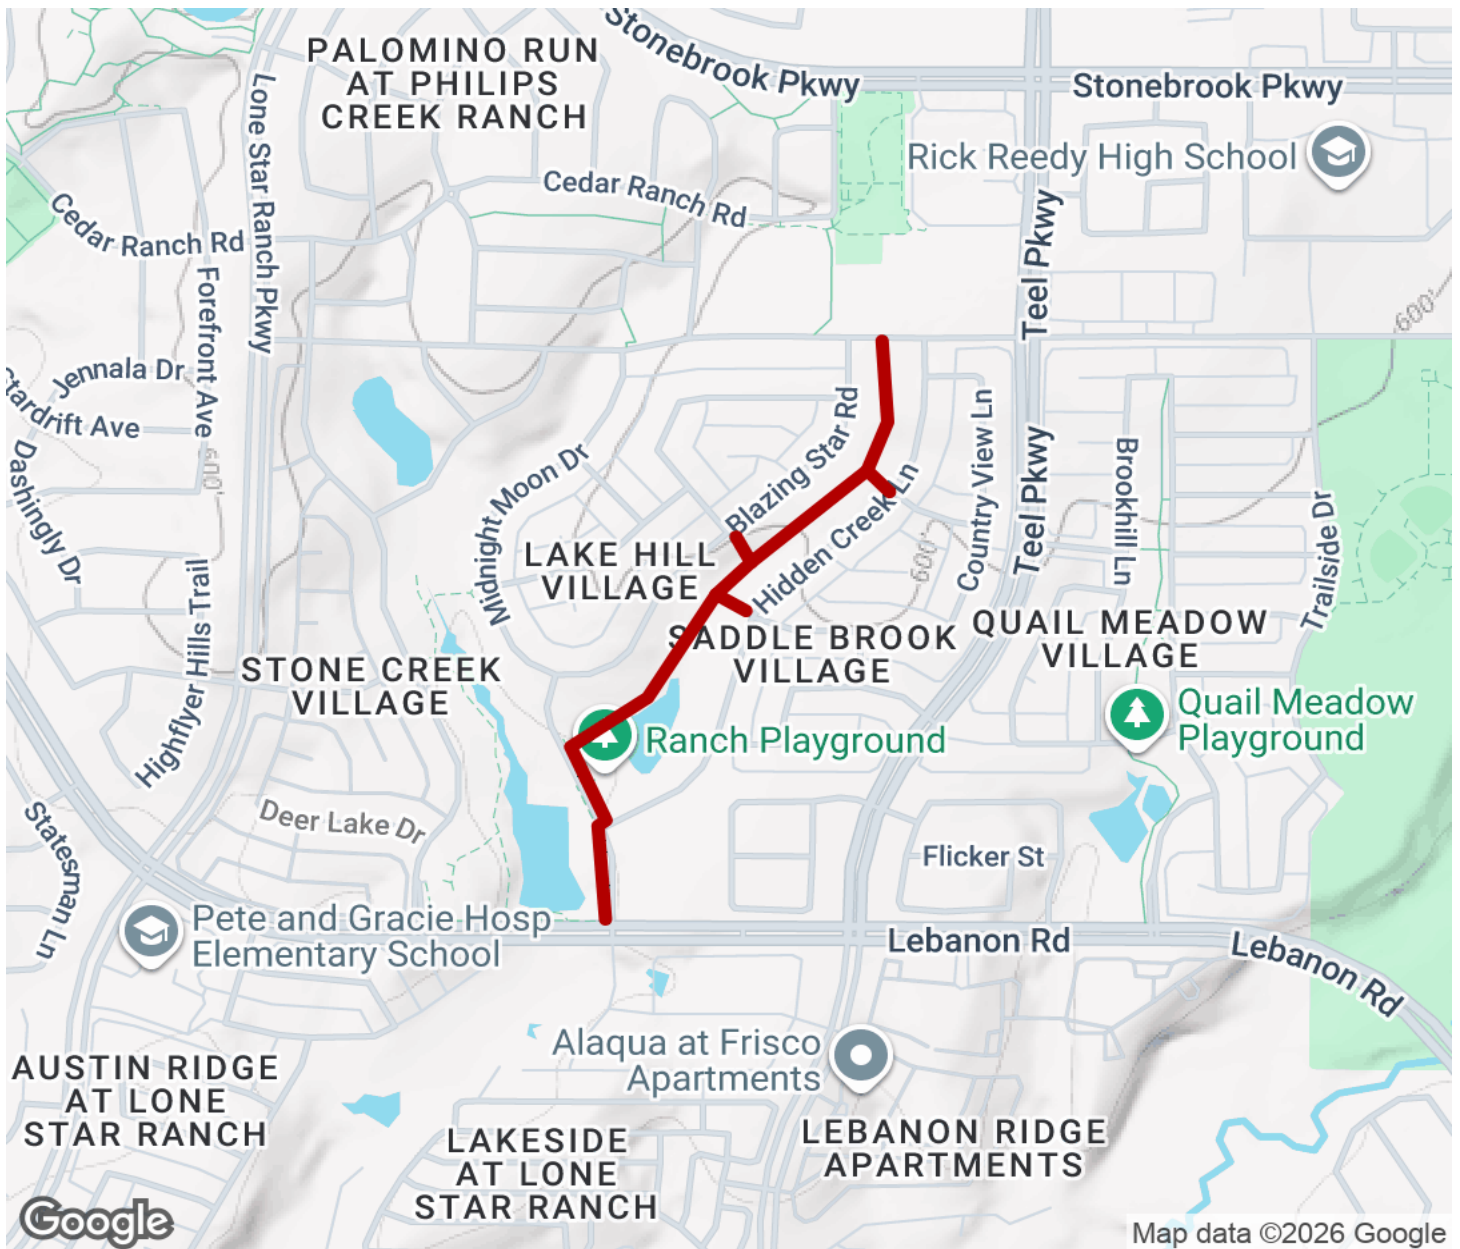 Stonebrook Pkwy
Stonebrook Pkwy
PALOMINO RUN
AT PHILIPS
CREEK RANCH
Lone Star Ranch Pkwy
Rick Reedy High School
Cedar Ranch Rd
Cedar Ranch Rd
Teel Pkwy
Forefront Ave
600'
Jennala Dr
Stardrift Ave
Blazing Star Rd
Country View Ln
Dashingly Dr
600'
Midnight Moon Dr
Hidden Creek Ln
Teel Pkwy
Brookhill Ln
Trailside Dr
LAKE HILL
VILLAGE
600'
Highflyer Hills Trail
SADDLE BROOK
VILLAGE
QUAIL MEADOW
VILLAGE
STONE CREEK
VILLAGE
Ranch Playground
Quail Meadow
Playground
Deer Lake Dr
Statesman Ln
Flicker St
Pete and Gracie Hosp
Elementary School
Lebanon Rd
Lebanon Rd
Alaqua at Frisco
Apartments
AUSTIN RIDGE
AT LONE
STAR RANCH
LAKESIDE
AT LONE
STAR RANCH
LEBANON RIDGE
APARTMENTS
Google
Map data ©2026 Google